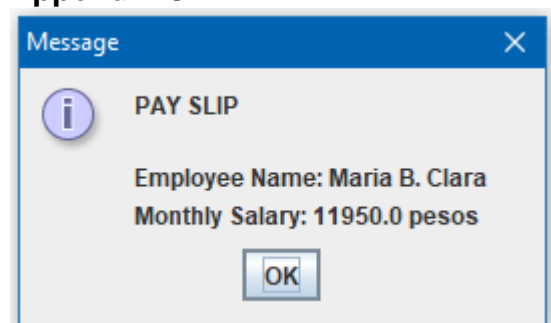 Message
PAY SLIP
Employee Name: Maria B. Clara
Monthly Salary: 11950.0 pesos
OK